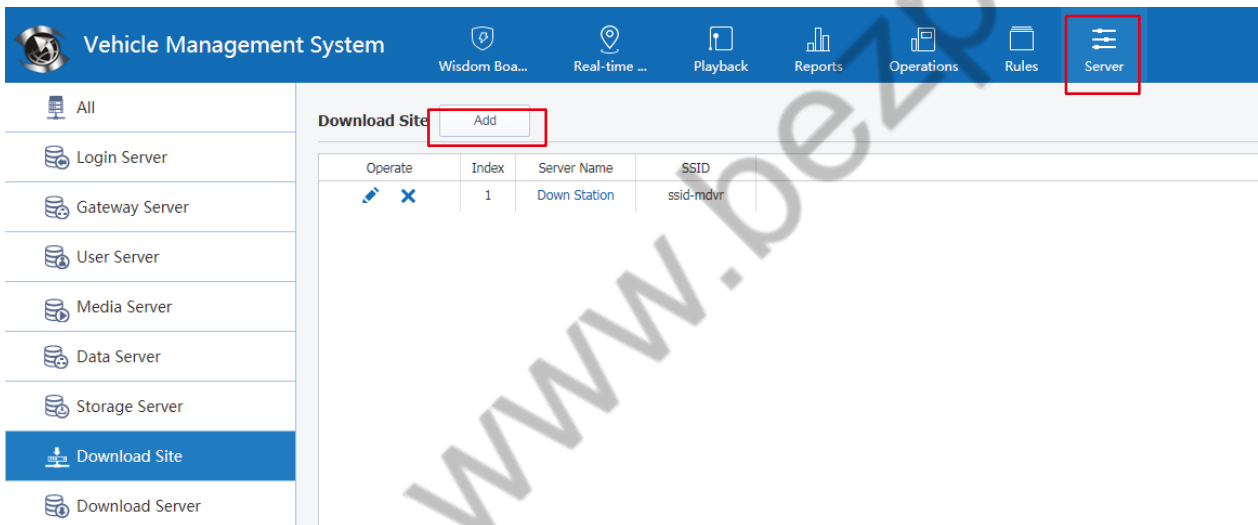 Vehicle Management System
Wisdom Boa...
Real-time ...
Playback
Reports
Operations
Rules
Server
All
Login Server
Gateway Server
User Server
Media Server
Data Server
Storage Server
Download Site
Download Server
Download Site Add
Operate Index Server Name SSID
1 Down Station ssid-mdvr
www.bezp